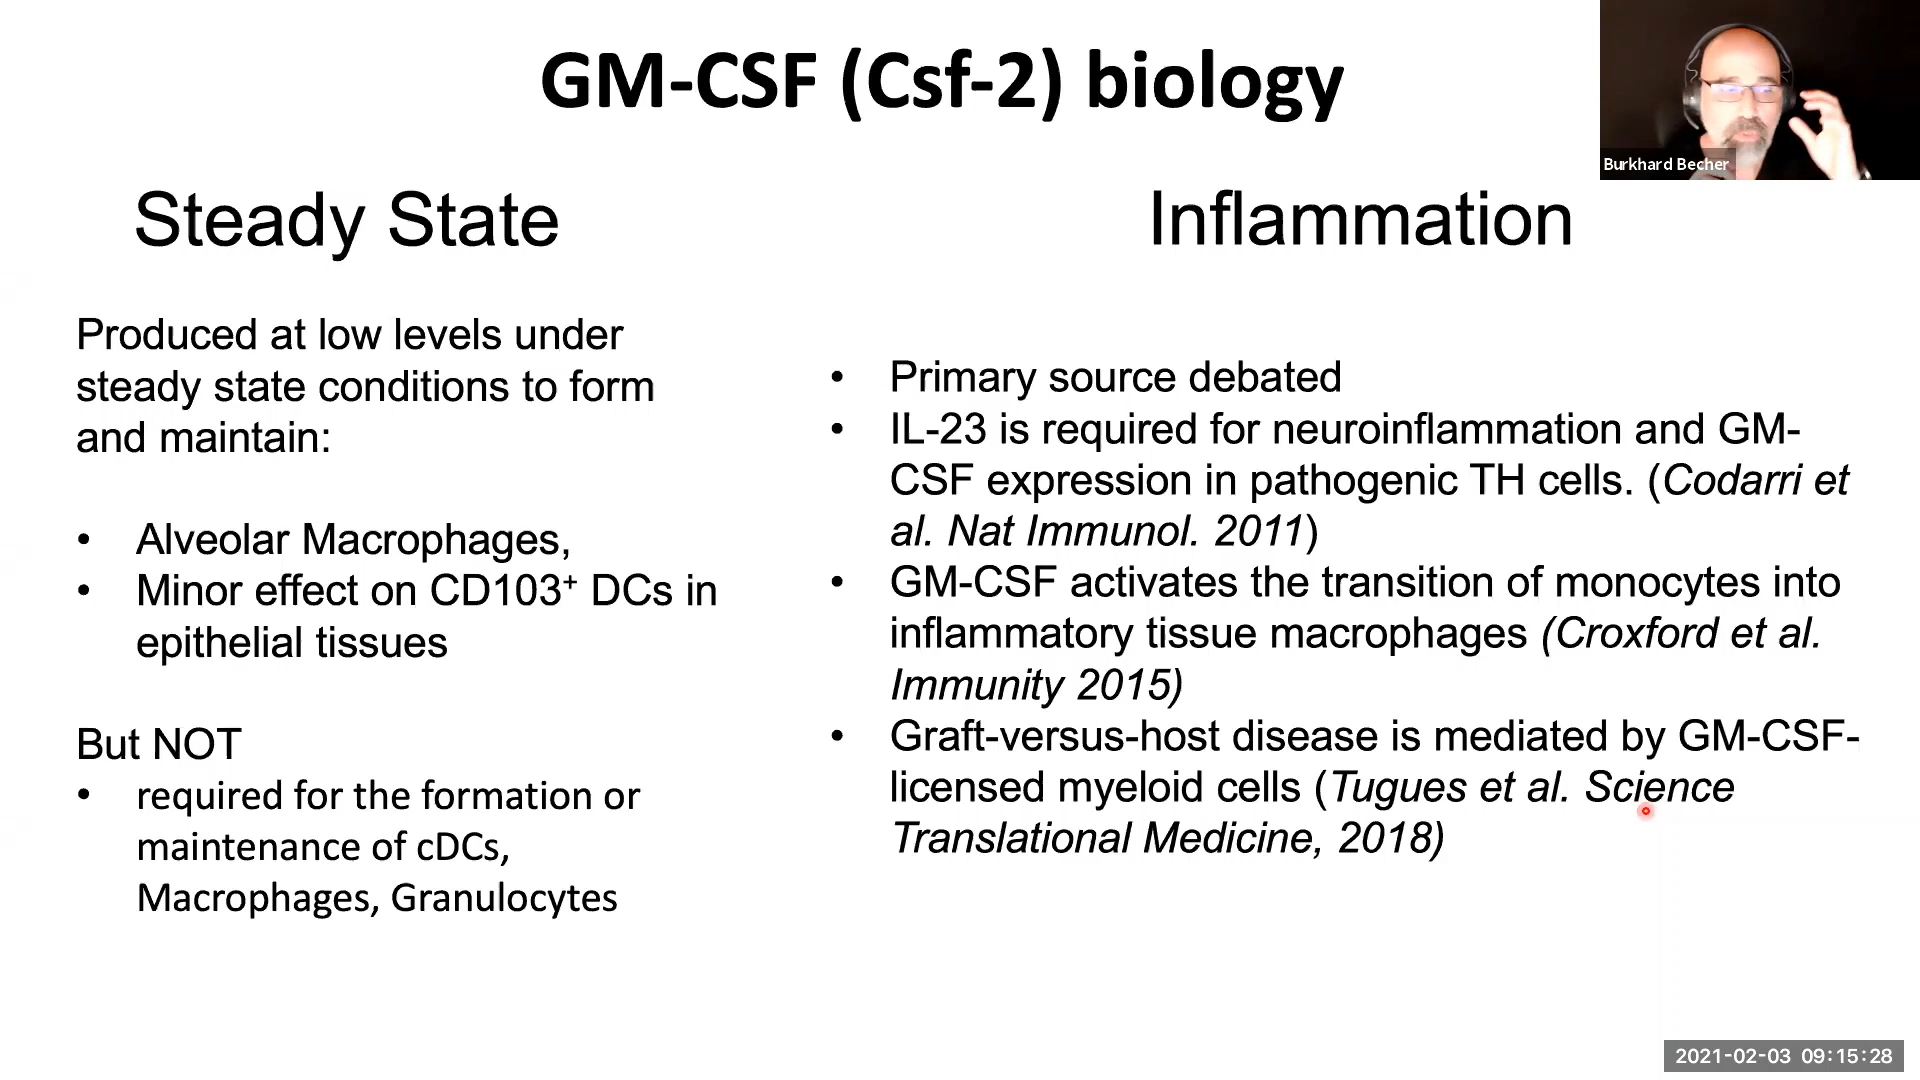 GM-CSF (Csf-2) biology
Burkhard Becher
Steady State
Produced at low levels under
steady state conditions to form
and maintain:
• Alveolar Macrophages,
• Minor effect on CD103⁺ DCs in
epithelial tissues
But NOT
• required for the formation or
maintenance of cDCs,
Macrophages, Granulocytes
Inflammation
• Primary source debated
• IL-23 is required for neuroinflammation and GM-
CSF expression in pathogenic TH cells. (Codarri et
al. Nat Immunol. 2011)
• GM-CSF activates the transition of monocytes into
inflammatory tissue macrophages (Croxford et al.
Immunity 2015)
• Graft-versus-host disease is mediated by GM-CSF-
licensed myeloid cells (Tugues et al. Science
Translational Medicine, 2018)
2021-02-03 09:15:28